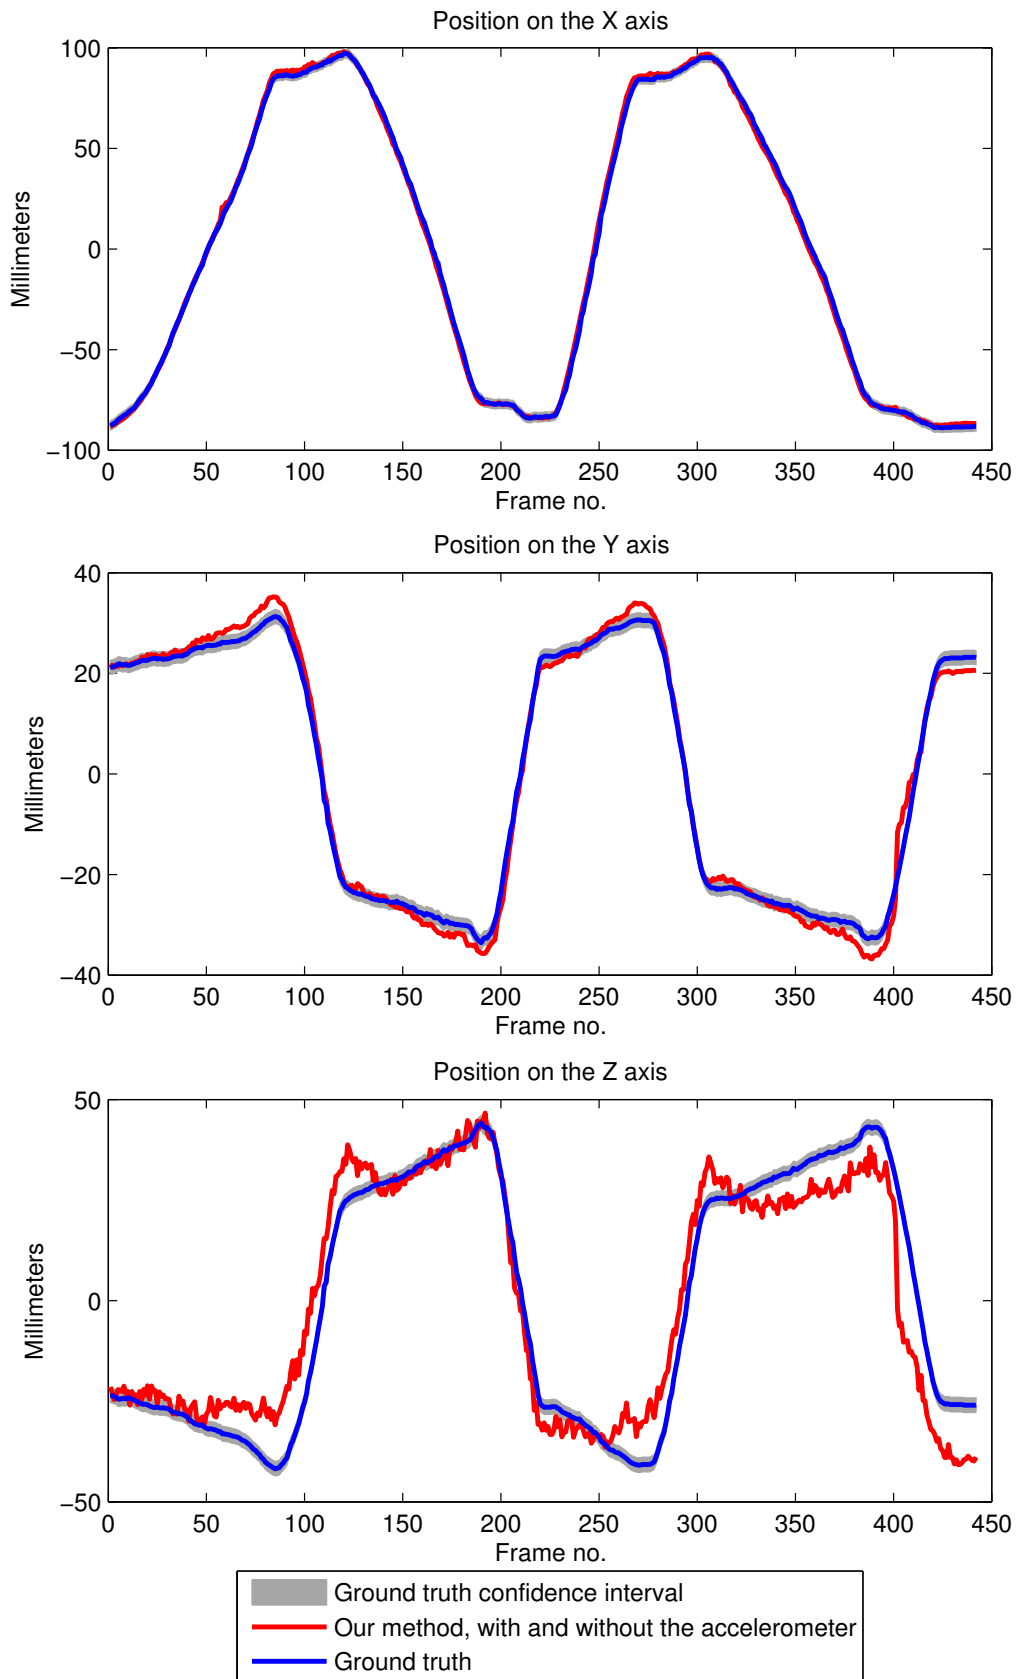 Position on the X axis
100
50
0
−50
−100
Millimeters
0 50 100 150 200 250 300 350 400 450
Frame no.
Position on the Y axis
40
20
0
−20
−40
Millimeters
0 50 100 150 200 250 300 350 400 450
Frame no.
Position on the Z axis
50
0
−50
Millimeters
0 50 100 150 200 250 300 350 400 450
Frame no.
Ground truth confidence interval
Our method, with and without the accelerometer
Ground truth